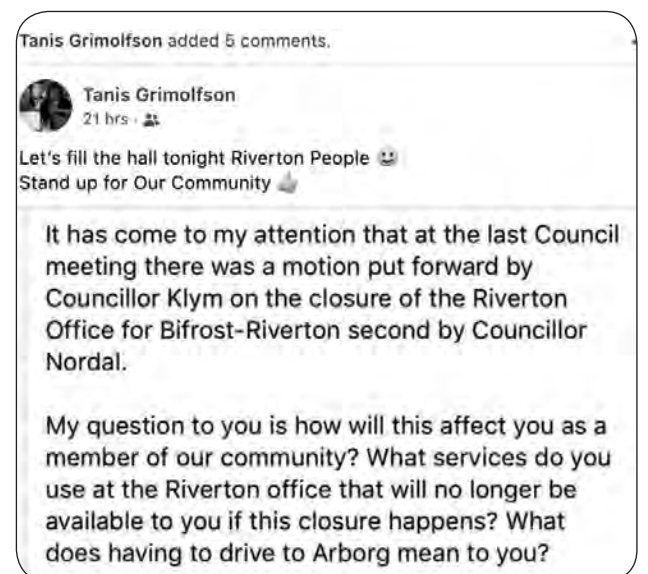 Tanis Grimolfson added 5 comments.
Tanis Grimolfson
21 hrs ·
Let's fill the hall tonight Riverton People 🙂
Stand up for Our Community 👍
It has come to my attention that at the last Council
meeting there was a motion put forward by
Councillor Klym on the closure of the Riverton
Office for Bifrost-Riverton second by Councillor
Nordal.
My question to you is how will this affect you as a
member of our community? What services do you
use at the Riverton office that will no longer be
available to you if this closure happens? What
does having to drive to Arborg mean to you?